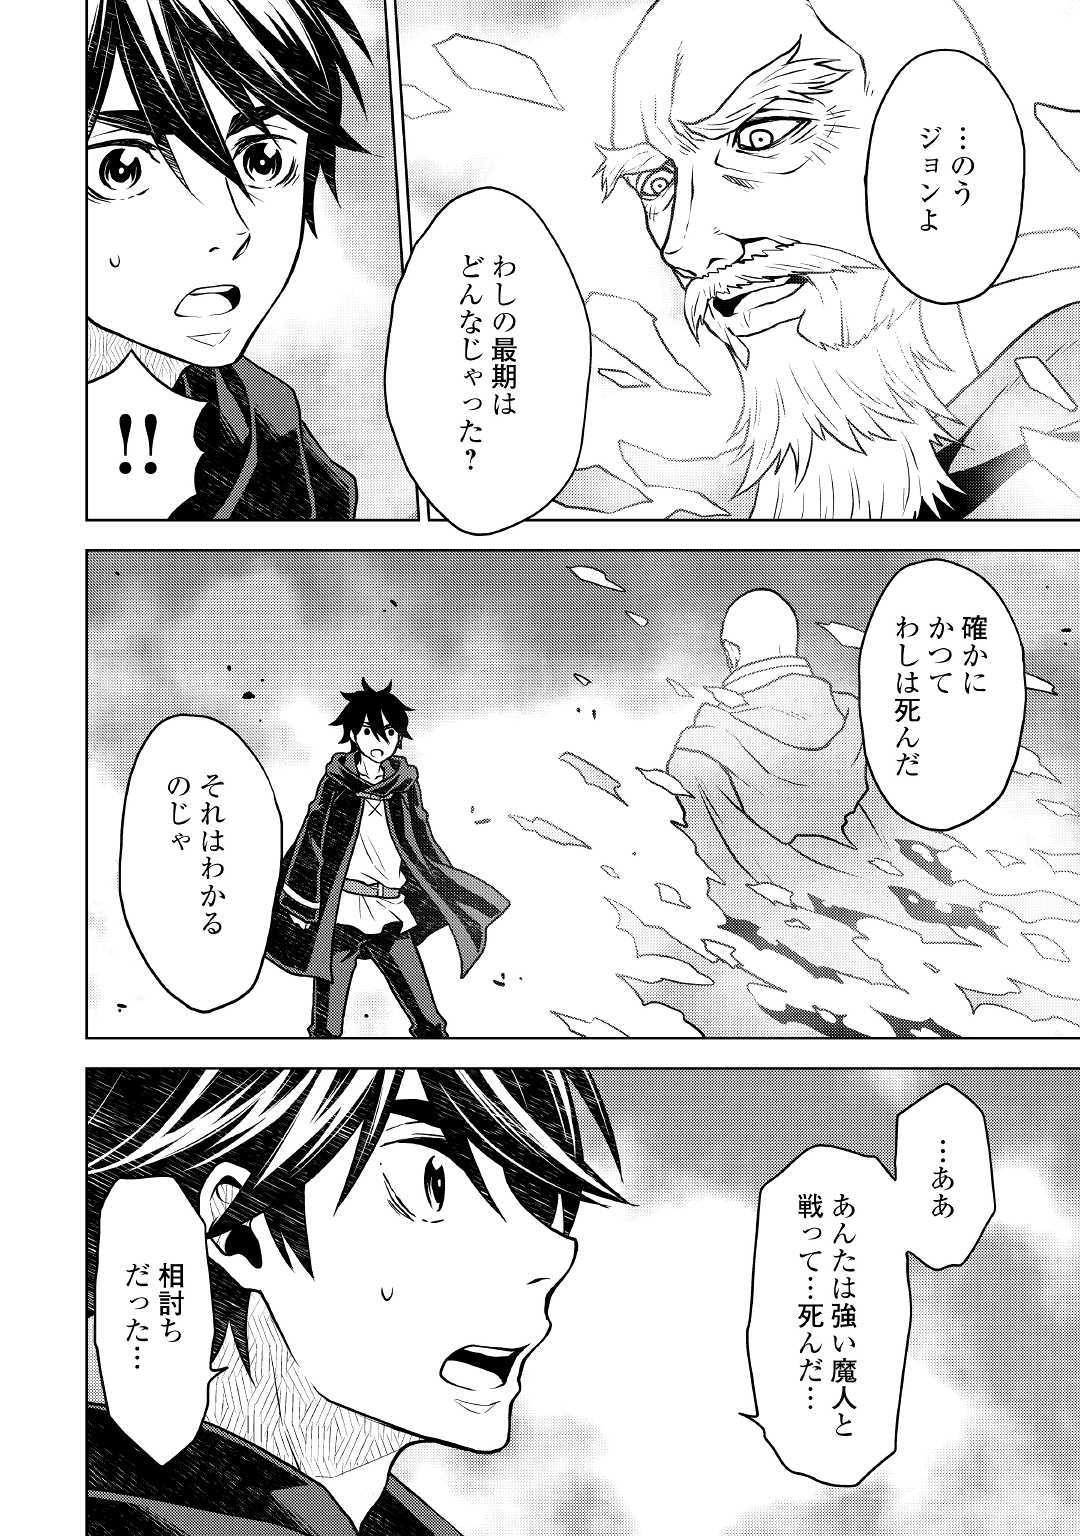 …のう
ジョンよ
わしの最期は
どんなじゃった?
!!
確かに
かつて
わしは死んだ
それはわかる
のじゃ
…ああ
あんたは強い魔人と
戦って…死んだ…
相討ち
だった…